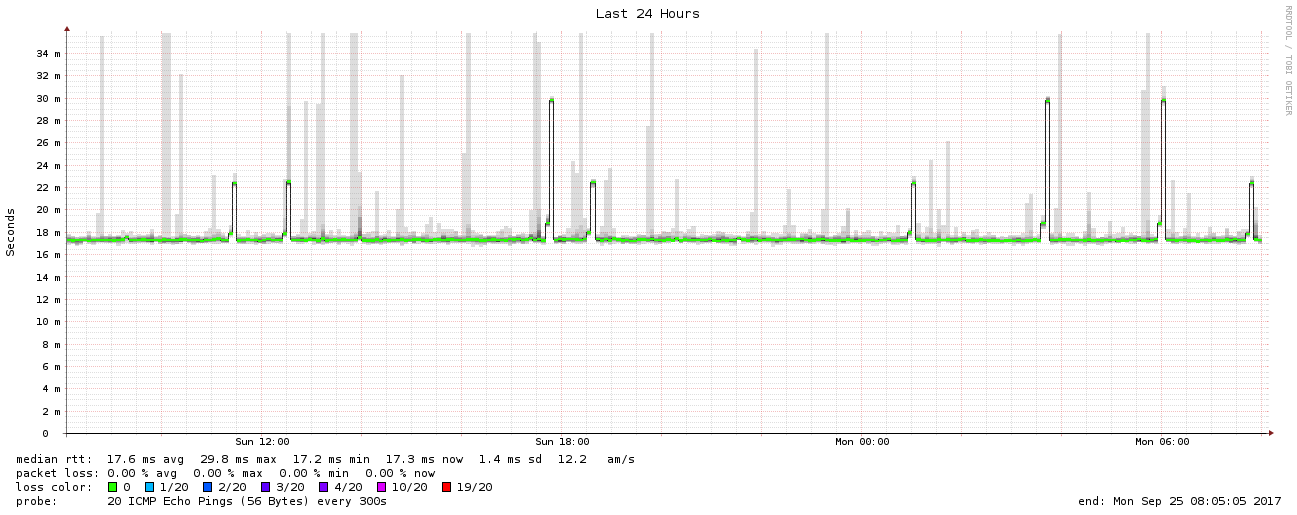 Last 24 Hours
RRDTOOL / TOBI OETIKER
Seconds
34 m
32 m
30 m
28 m
26 m
24 m
22 m
20 m
18 m
16 m
14 m
12 m
10 m
8 m
6 m
4 m
2 m
0
Sun 12:00 Sun 18:00 Mon 00:00 Mon 06:00
median rtt: 17.6 ms avg 29.8 ms max 17.2 ms min 17.3 ms now 1.4 ms sd 12.2 am/s
packet loss: 0.00 % avg 0.00 % max 0.00 % min 0.00 % now
loss color: 0 1/20 2/20 3/20 4/20 10/20 19/20
probe: 20 ICMP Echo Pings (56 Bytes) every 300s end: Mon Sep 25 08:05:05 2017